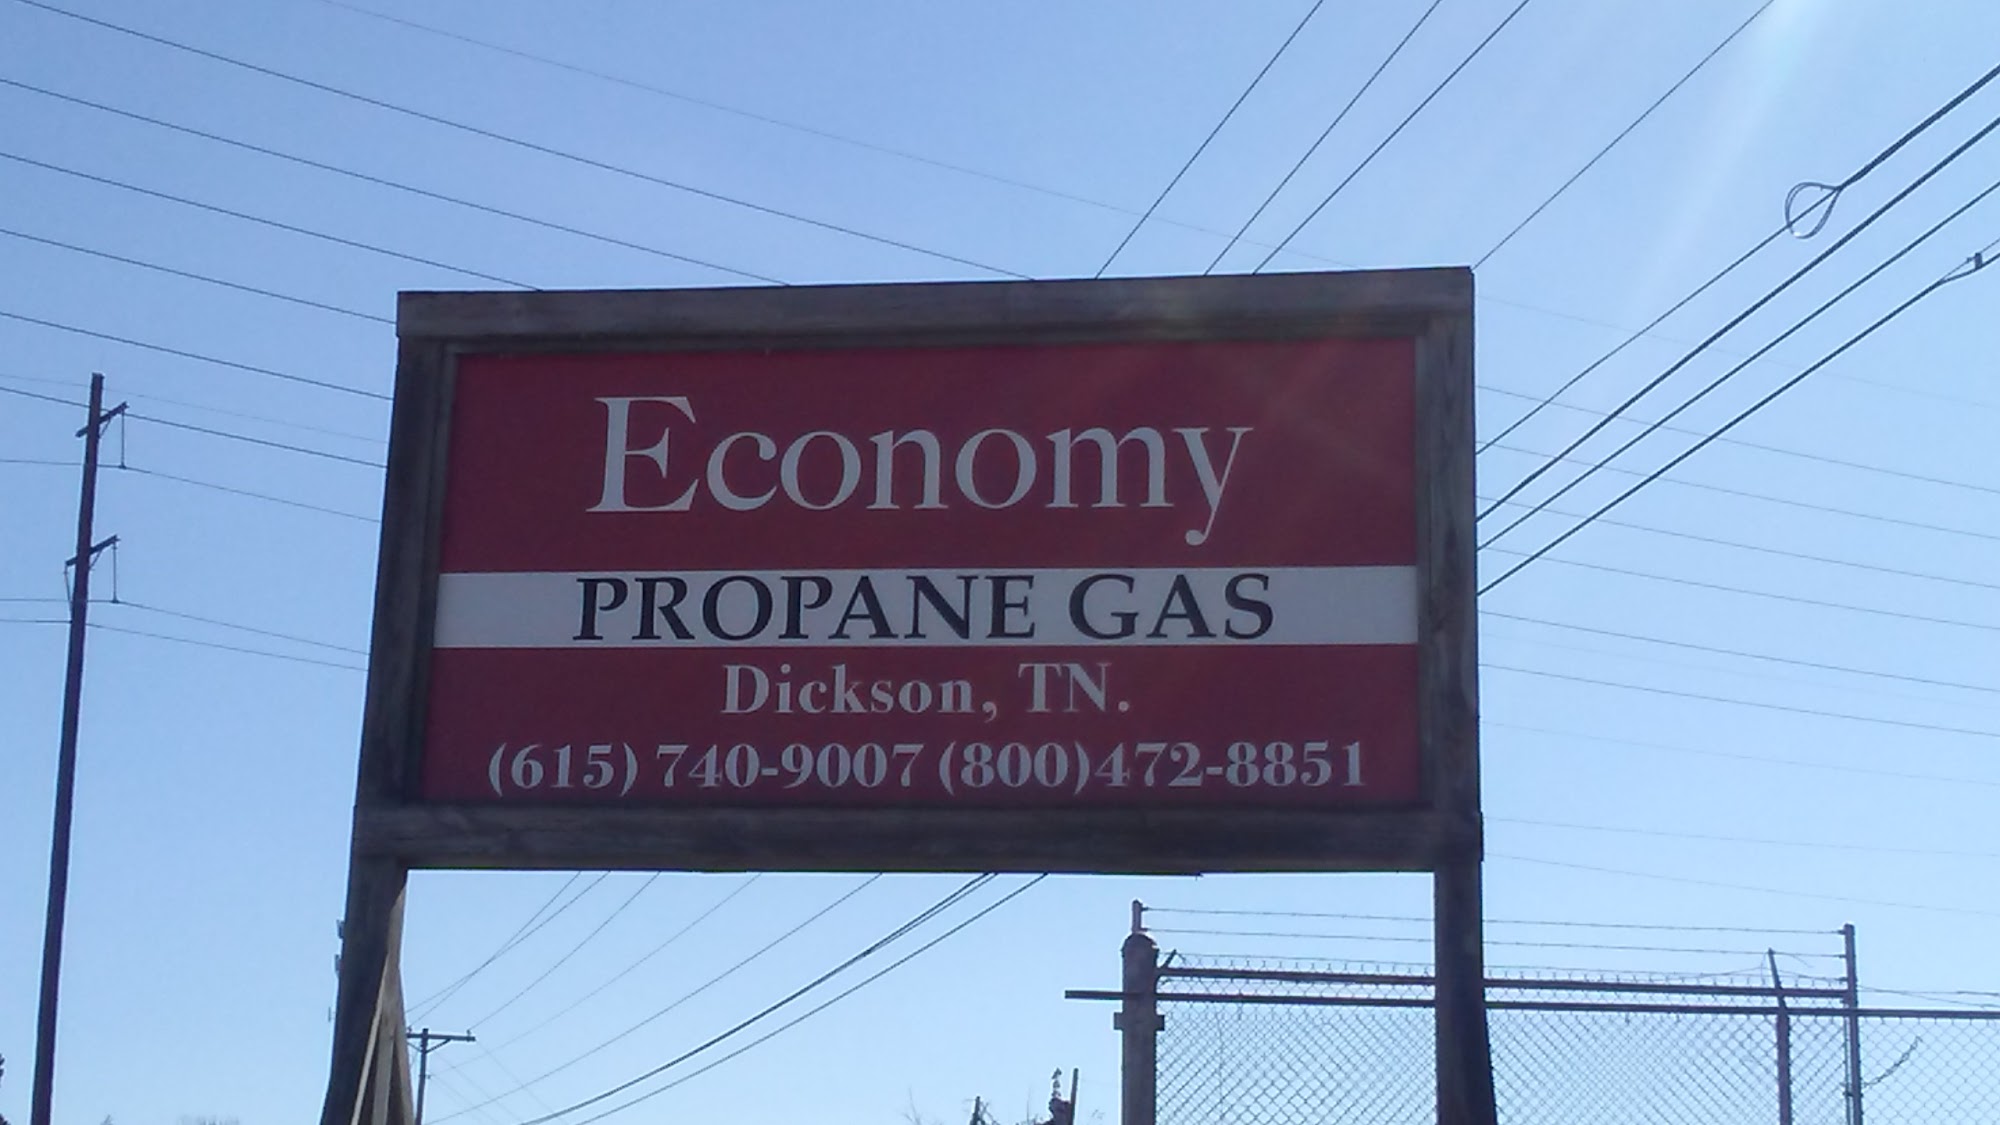 Economy
PROPANE GAS
Dickson, TN.
(615) 740-9007 (800)472-8851